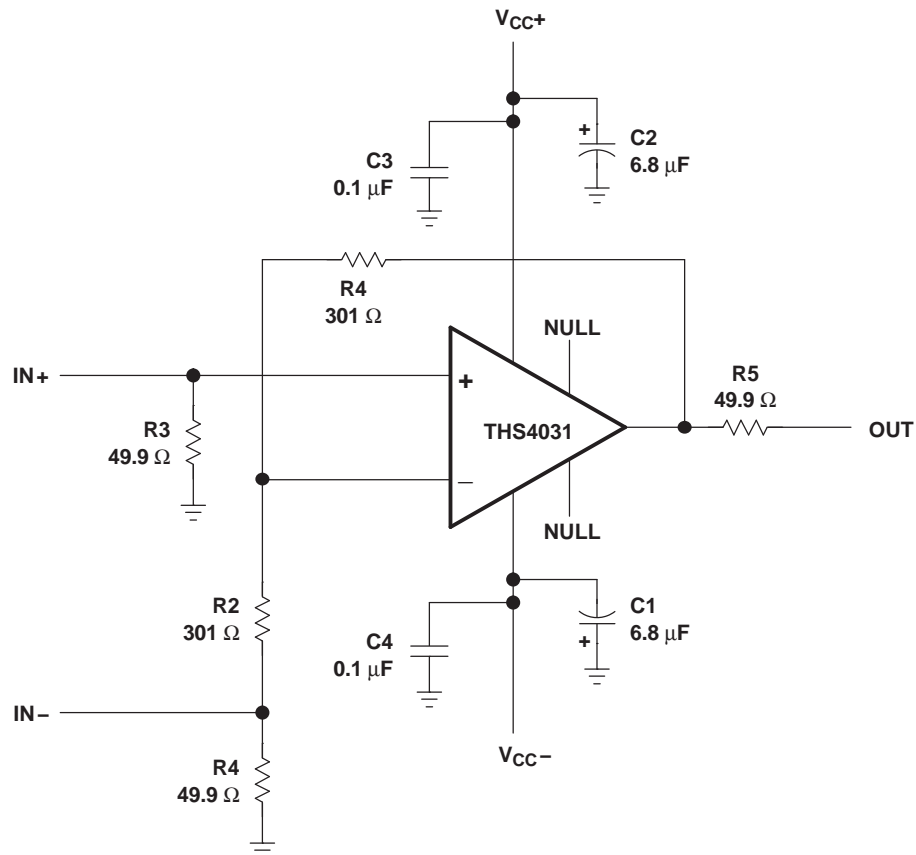 VCC+
C2
6.8 μF
C3
0.1 μF
R4
301 Ω
NULL
IN+
+
R5
49.9 Ω
R3
49.9 Ω
THS4031
OUT
−
NULL
R2
301 Ω
C1
6.8 μF
C4
0.1 μF
IN−
VCC−
R4
49.9 Ω
+
+